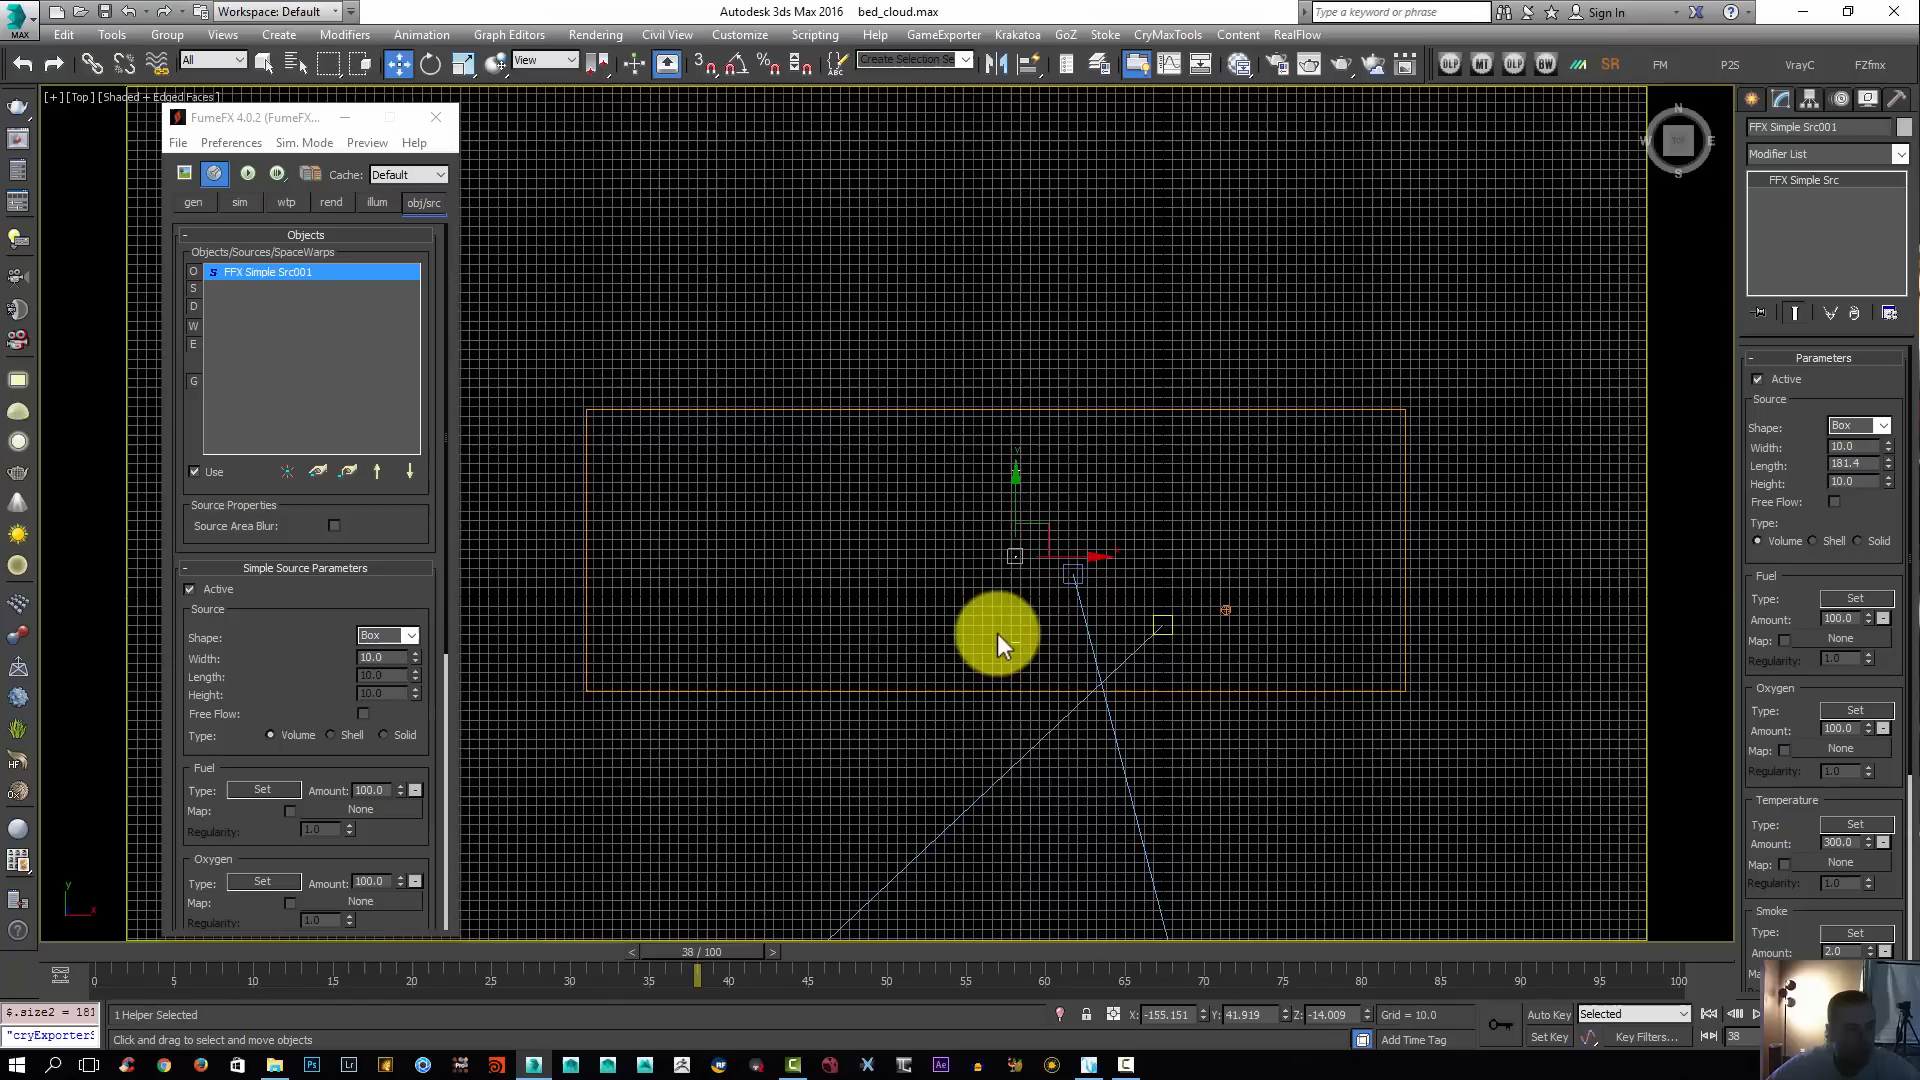 Workspace: Default
Autodesk 3ds Max 2016 bed_cloud.max
Type a keyword or phrase
Sign In
MAX
Edit Tools Group Views Create Modifiers Animation Graph Editors Rendering Civil View Customize Scripting Help GameExporter Krakatoa GoZ Stoke CryMaxTools Content RealFlow
All
View
Create Selection Se
DLP MT DLP BW SR FM P2S VrayC FZfmx
[+] [Top] [Shaded + Edged Faces]
FumeFX 4.0.2 (FumeFX...
File Preferences Sim. Mode Preview Help
Cache: Default
gen sim wtp rend illum obj/src
Objects
Objects/Sources/SpaceWarps
O
S FFX Simple Src001
S
D
W
E
G
Use
Source Properties
Source Area Blur:
Simple Source Parameters
Active
Source
Shape: Box
Width: 10.0
Length: 10.0
Height: 10.0
Free Flow:
Type: Volume Shell Solid
Fuel
Type: Set Amount: 100.0
Map: None
Regularity: 1.0
Oxygen
Type: Set Amount: 100.0
Map: None
Regularity: 1.0
N
W TOP E
S
y
x
FFX Simple Src001
Modifier List
FFX Simple Src
Parameters
Active
Source
Shape: Box
Width: 10.0
Length: 181.4
Height: 10.0
Free Flow:
Type:
Volume Shell Solid
Fuel
Type: Set
Amount: 100.0
Map: None
Regularity: 1.0
Oxygen
Type: Set
Amount: 100.0
Map: None
Regularity: 1.0
Temperature
Type: Set
Amount: 300.0
Map: None
Regularity: 1.0
Smoke
Type: Set
Amount: 2.0
HF
< 38 / 100 >
0 5 10 15 20 25 30 35 40 45 50 55 60 65 70 75 80 85 90 95 100
$.size2 = 181
"cryExporterS
1 Helper Selected
Click and drag to select and move objects
X: -155.151 Y: 41.919 Z: -14.009 Grid = 10.0
Add Time Tag
Auto Key Selected
Set Key Key Filters...
38
Ps Lr Ae